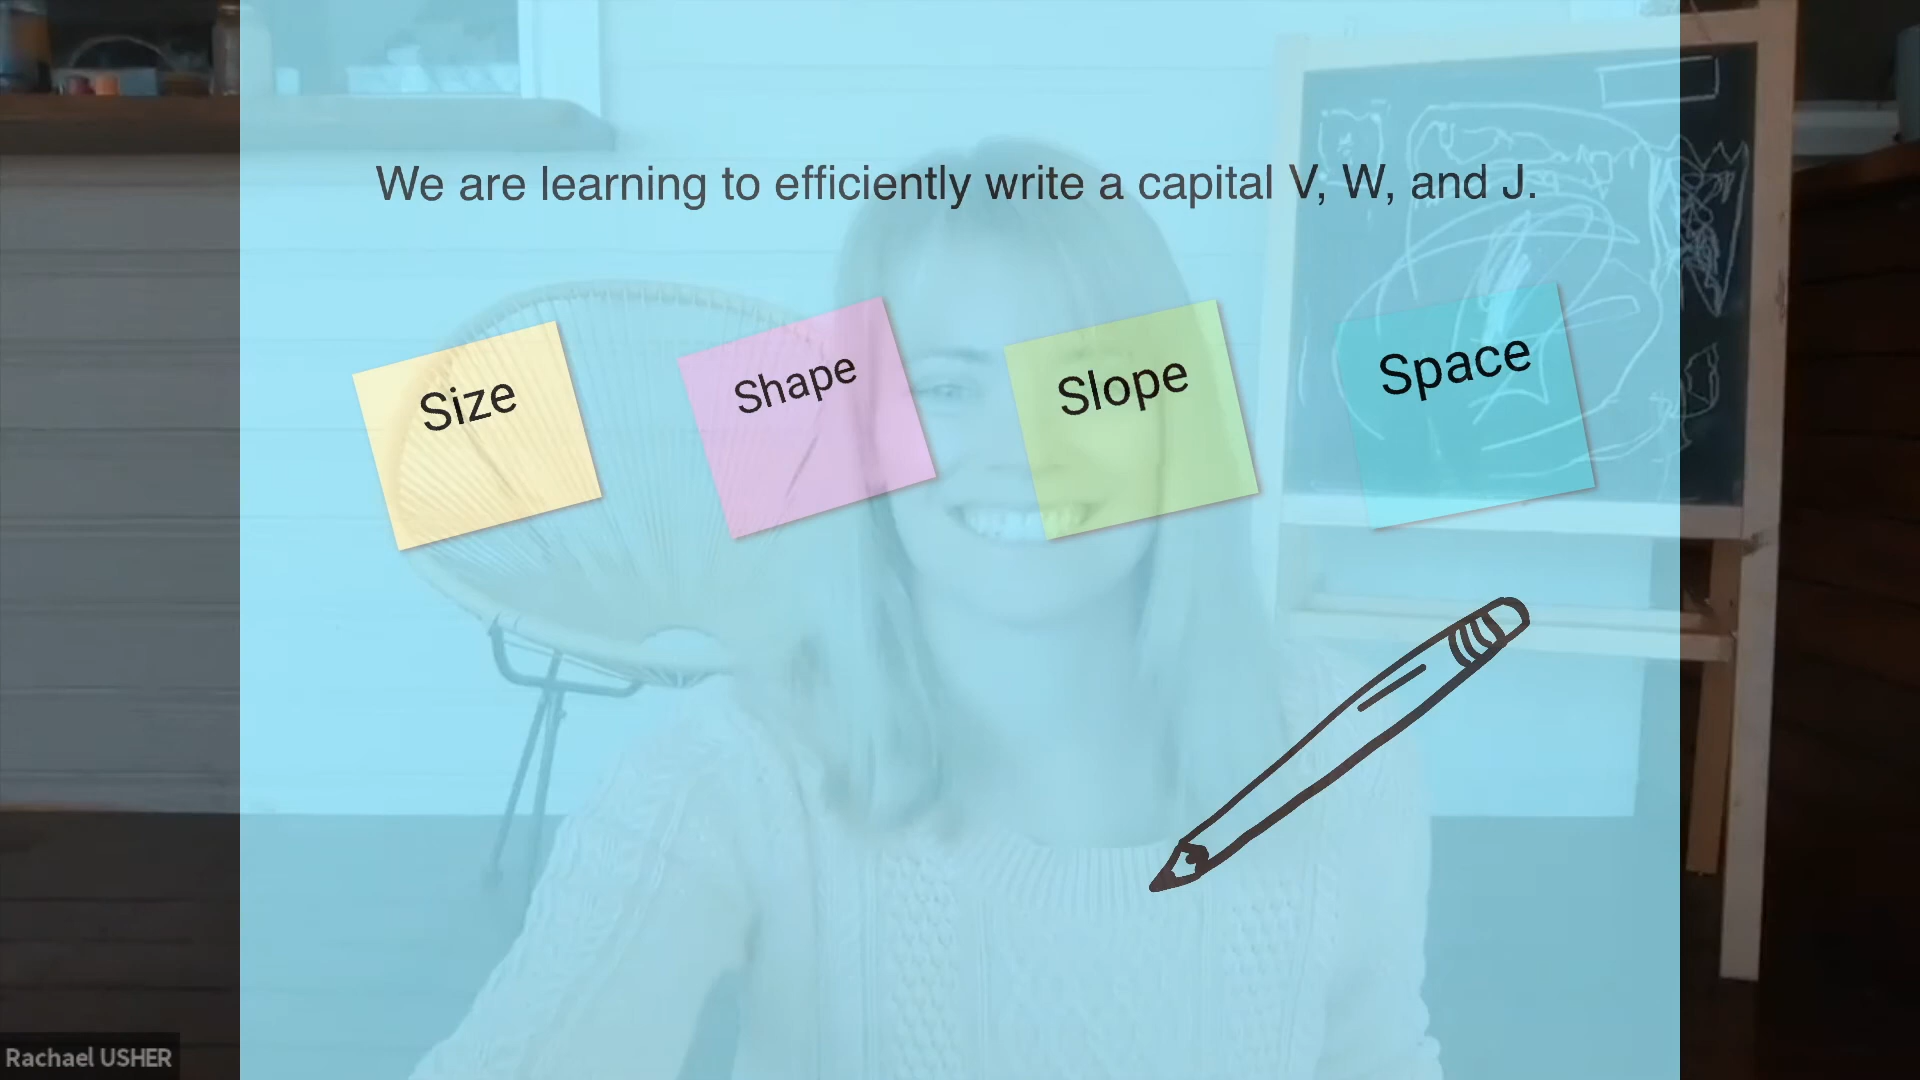 We are learning to efficiently write a capital V, W, and J.
Size
Shape
Slope
Space
Rachael USHER